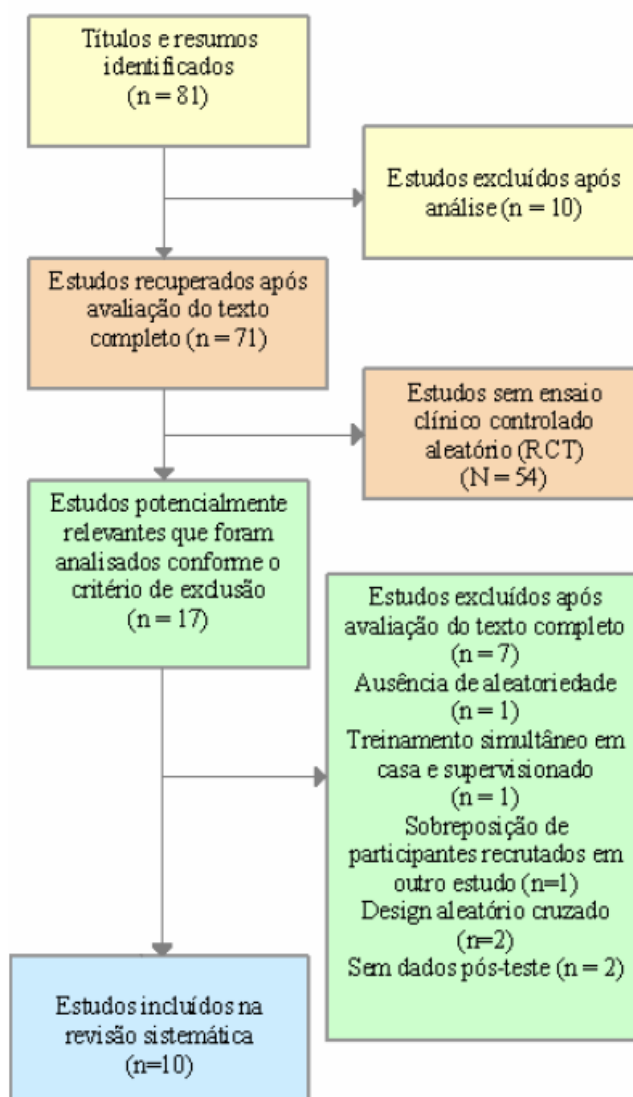 Títulos e resumos
identificados
(n = 81)
Estudos excluídos após
análise (n = 10)
Estudos recuperados após
avaliação do texto
completo (n = 71)
Estudos sem ensaio
clínico controlado
aleatório (RCT)
(N = 54)
Estudos potencialmente
relevantes que foram
analisados conforme o
critério de exclusão
(n = 17)
Estudos excluídos após
avaliação do texto completo
(n = 7)
Ausência de aleatoriedade
(n = 1)
Treinamento simultâneo em
casa e supervisionado
(n = 1)
Sobreposição de
participantes recrutados em
outro estudo (n=1)
Design aleatório cruzado
(n=2)
Sem dados pós-teste (n = 2)
Estudos incluídos na
revisão sistemática
(n=10)